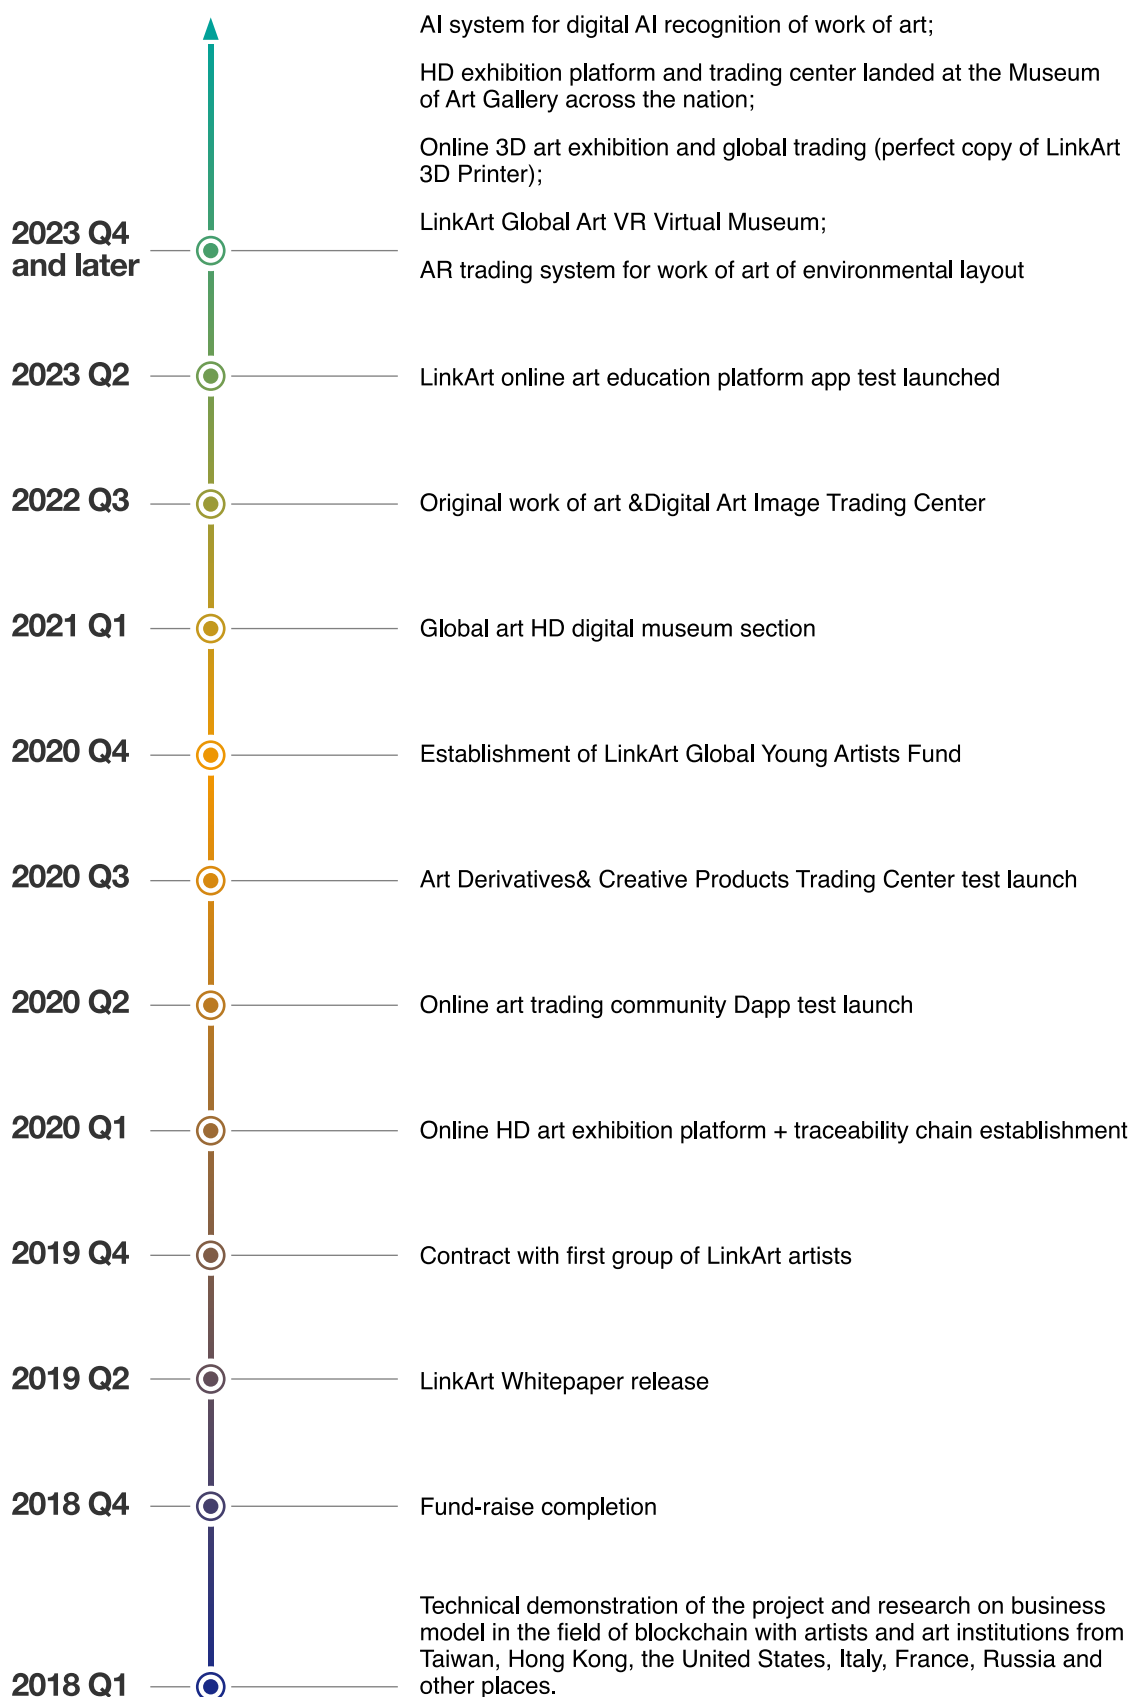 AI system for digital AI recognition of work of art;
HD exhibition platform and trading center landed at the Museum
of Art Gallery across the nation;
Online 3D art exhibition and global trading (perfect copy of LinkArt
3D Printer);
2023 Q4
and later
LinkArt Global Art VR Virtual Museum;
AR trading system for work of art of environmental layout
2023 Q2
LinkArt online art education platform app test launched
2022 Q3
Original work of art &Digital Art Image Trading Center
2021 Q1
Global art HD digital museum section
2020 Q4
Establishment of LinkArt Global Young Artists Fund
2020 Q3
Art Derivatives& Creative Products Trading Center test launch
2020 Q2
Online art trading community Dapp test launch
2020 Q1
Online HD art exhibition platform + traceability chain establishment
2019 Q4
Contract with first group of LinkArt artists
2019 Q2
LinkArt Whitepaper release
2018 Q4
Fund-raise completion
2018 Q1
Technical demonstration of the project and research on business
model in the field of blockchain with artists and art institutions from
Taiwan, Hong Kong, the United States, Italy, France, Russia and
other places.